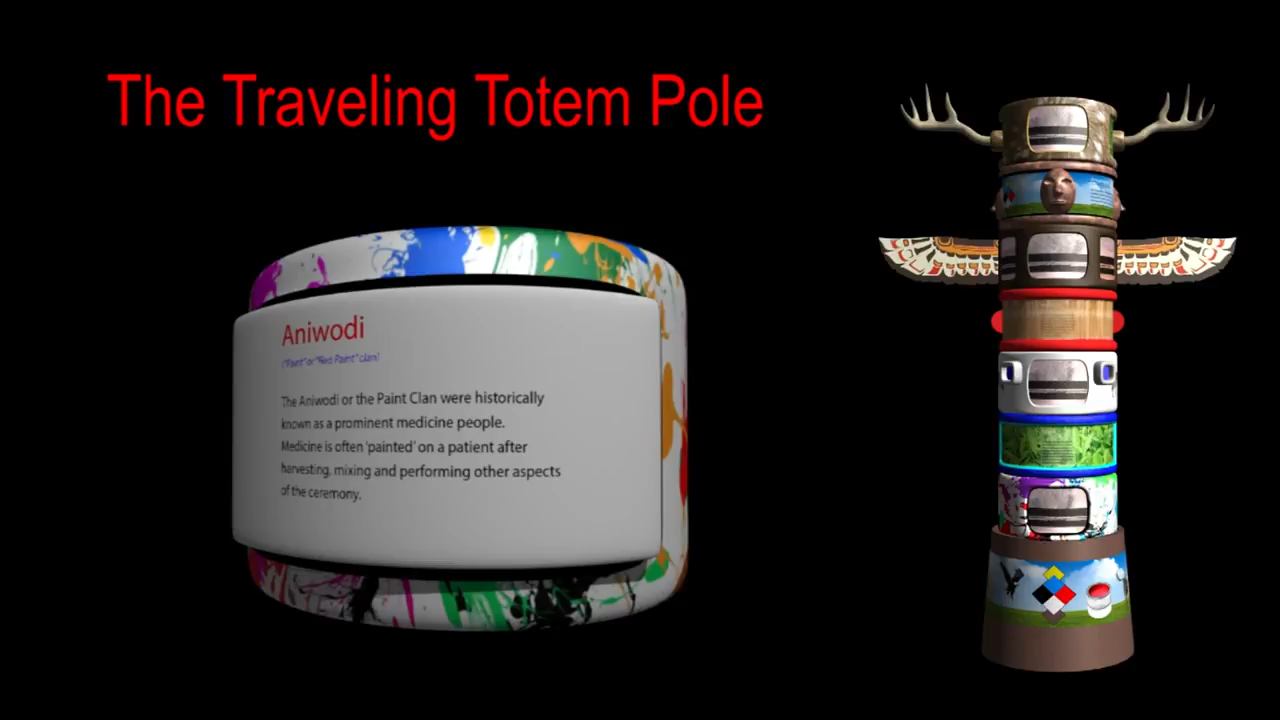 The Traveling Totem Pole
Aniwodi
("Paint" or "Red Paint" clan)
The Aniwodi or the Paint Clan were historically
known as a prominent medicine people.
Medicine is often 'painted' on a patient after
harvesting, mixing and performing other aspects
of the ceremony.